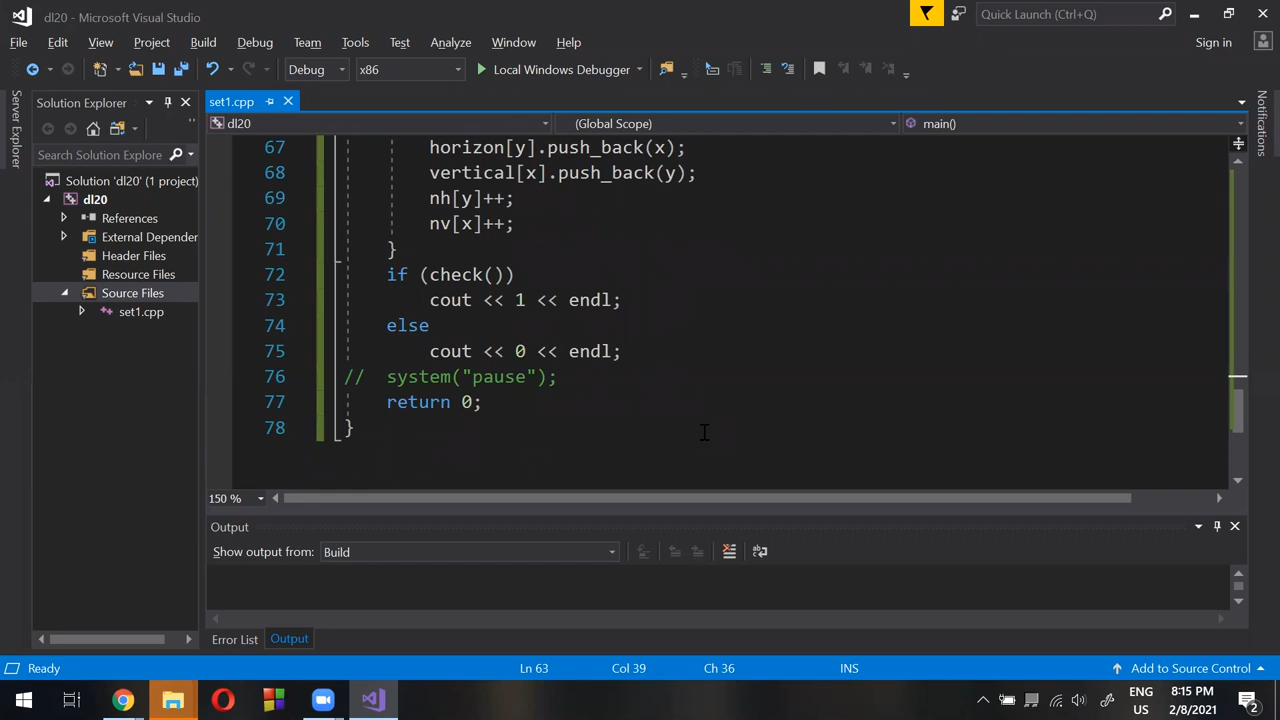 dl20 - Microsoft Visual Studio
Quick Launch (Ctrl+Q)
File Edit View Project Build Debug Team Tools Test Analyze Window Help
Sign in
Debug x86 Local Windows Debugger
Server Explorer
Solution Explorer
Search Solution Explore
Solution 'dl20' (1 project)
dl20
References
External Depender
Header Files
Resource Files
Source Files
set1.cpp
set1.cpp
dl20 (Global Scope) main()
67 horizon[y].push_back(x);
68 vertical[x].push_back(y);
69 nh[y]++;
70 nv[x]++;
71 }
72 if (check())
73 cout << 1 << endl;
74 else
75 cout << 0 << endl;
76 // system("pause");
77 return 0;
78 }
150 %
Notifications
Output
Show output from: Build
Error List Output
Ready Ln 63 Col 39 Ch 36 INS Add to Source Control
ENG
US
8:15 PM
2/8/2021
2